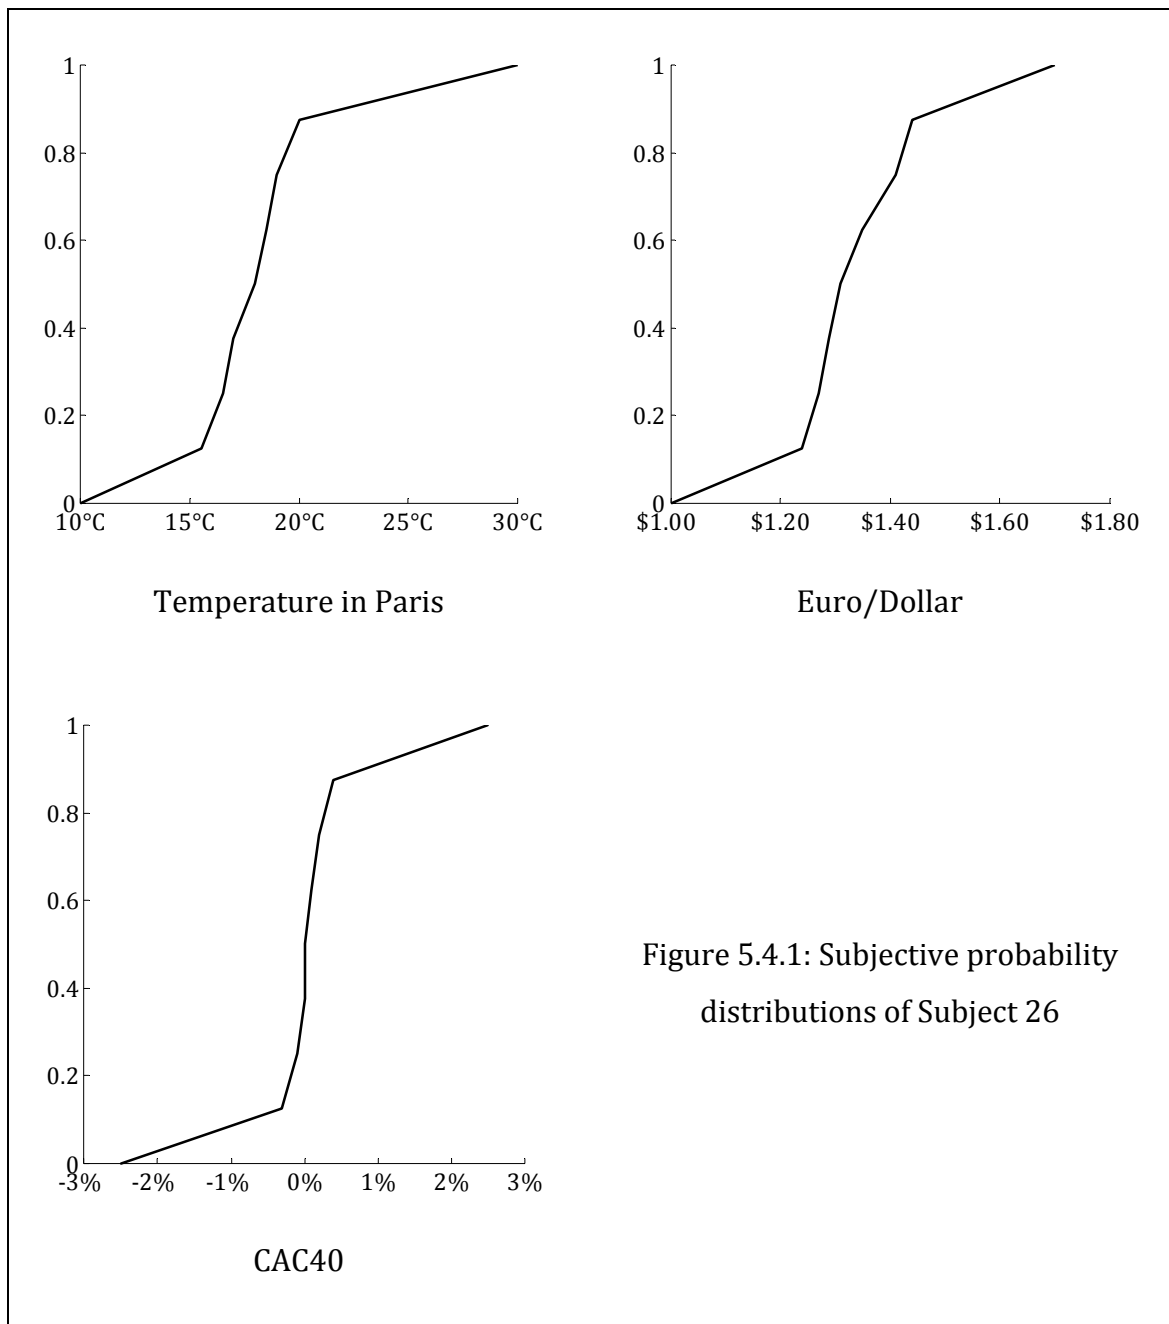 1
0.8
0.6
0.4
0.2
0
10°C 15°C 20°C 25°C 30°C
Temperature in Paris
1
0.8
0.6
0.4
0.2
0
$1.00 $1.20 $1.40 $1.60 $1.80
Euro/Dollar
1
0.8
0.6
0.4
0.2
0
-3% -2% -1% 0% 1% 2% 3%
CAC40
Figure 5.4.1: Subjective probability
distributions of Subject 26